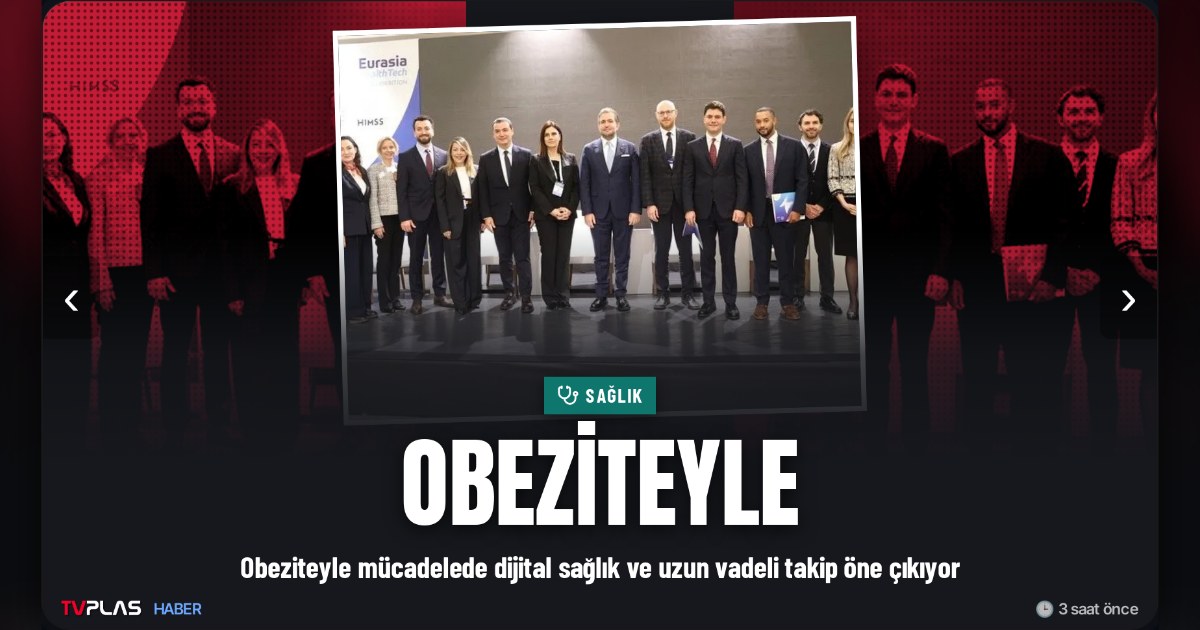 Eurasia
HIMSS
HIMSS
SAĞLIK
OBEZİTEYLE
Obeziteyle mücadelede dijital sağlık ve uzun vadeli takip öne çıkıyor
TVPLAS HABER
3 saat önce